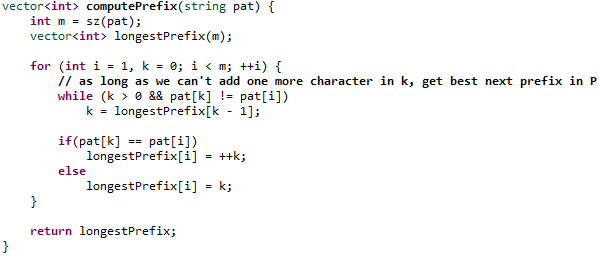 vector<int> computePrefix(string pat) {
    int m = sz(pat);
    vector<int> longestPrefix(m);

    for (int i = 1, k = 0; i < m; ++i) {
        // as long as we can't add one more character in k, get best next prefix in P
        while (k > 0 && pat[k] != pat[i])
            k = longestPrefix[k - 1];

        if(pat[k] == pat[i])
            longestPrefix[i] = ++k;
        else
            longestPrefix[i] = k;
    }

    return longestPrefix;
}